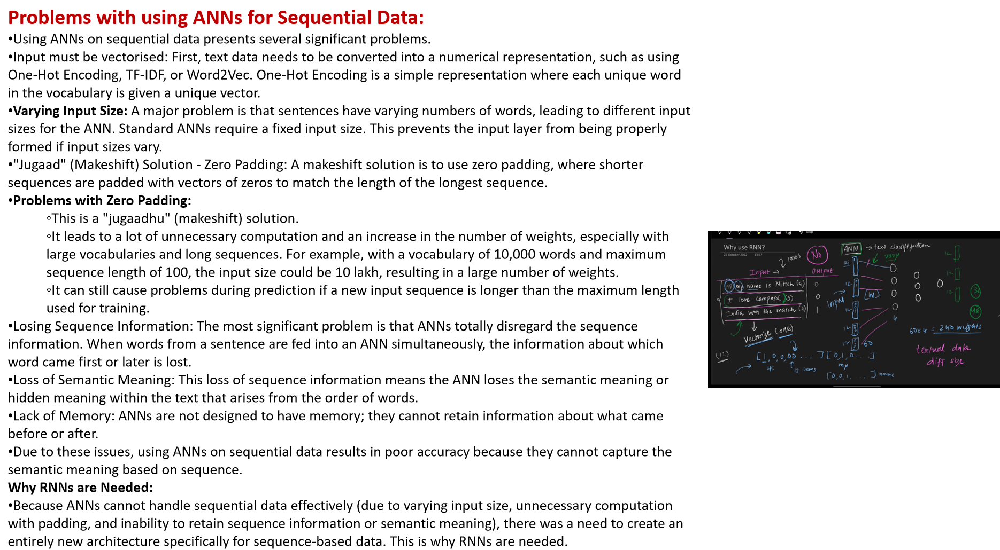 Problems with using ANNs for Sequential Data:
•Using ANNs on sequential data presents several significant problems.
•Input must be vectorised: First, text data needs to be converted into a numerical representation, such as using
One-Hot Encoding, TF-IDF, or Word2Vec. One-Hot Encoding is a simple representation where each unique word
in the vocabulary is given a unique vector.
•Varying Input Size: A major problem is that sentences have varying numbers of words, leading to different input
sizes for the ANN. Standard ANNs require a fixed input size. This prevents the input layer from being properly
formed if input sizes vary.
•"Jugaad" (Makeshift) Solution - Zero Padding: A makeshift solution is to use zero padding, where shorter
sequences are padded with vectors of zeros to match the length of the longest sequence.
•Problems with Zero Padding:
◦This is a "jugaadhu" (makeshift) solution.
◦It leads to a lot of unnecessary computation and an increase in the number of weights, especially with
large vocabularies and long sequences. For example, with a vocabulary of 10,000 words and maximum
sequence length of 100, the input size could be 10 lakh, resulting in a large number of weights.
◦It can still cause problems during prediction if a new input sequence is longer than the maximum length
used for training.
•Losing Sequence Information: The most significant problem is that ANNs totally disregard the sequence
information. When words from a sentence are fed into an ANN simultaneously, the information about which
word came first or later is lost.
•Loss of Semantic Meaning: This loss of sequence information means the ANN loses the semantic meaning or
hidden meaning within the text that arises from the order of words.
•Lack of Memory: ANNs are not designed to have memory; they cannot retain information about what came
before or after.
•Due to these issues, using ANNs on sequential data results in poor accuracy because they cannot capture the
semantic meaning based on sequence.
Why RNNs are Needed:
•Because ANNs cannot handle sequential data effectively (due to varying input size, unnecessary computation
with padding, and inability to retain sequence information or semantic meaning), there was a need to create an
entirely new architecture specifically for sequence-based data. This is why RNNs are needed.
Why use RNN?
22 October 2022 13:37
1000's
No
ANN → text classification
vary
Input → Output
Hi my name is Nitish (5) 0
I love campusx (3) 0
India won the match (4) 1
input
[W]
12
12
12
12
60
4
12
12
12
48
60x4 = 240 weights
Vectorize (OHE)
textual data
diff size
(12)
[1,0,0,00 ... ] [0,1,0....]
Hi 12 items my
[0,0,1, .... ] name